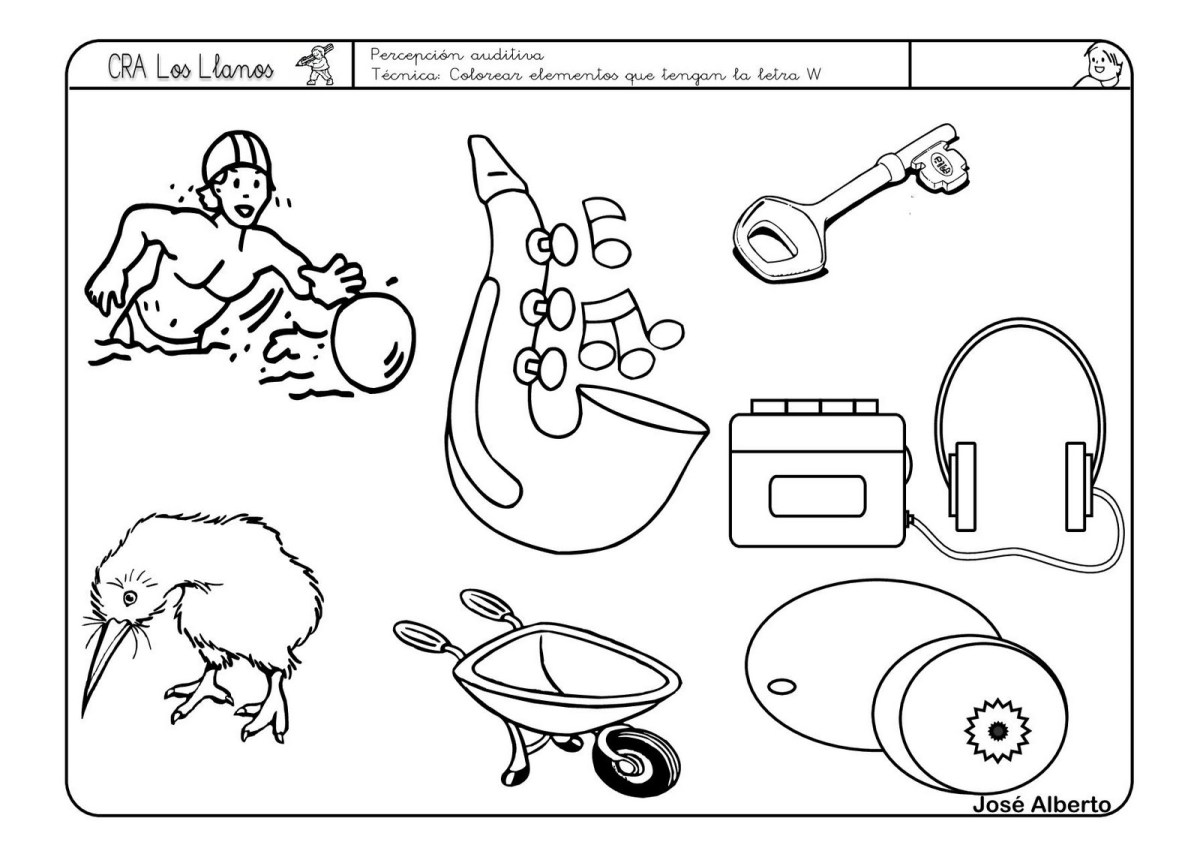 CRA Los Llanos
Percepción auditiva
Técnica: Colorear elementos que tengan la letra W
José Alberto